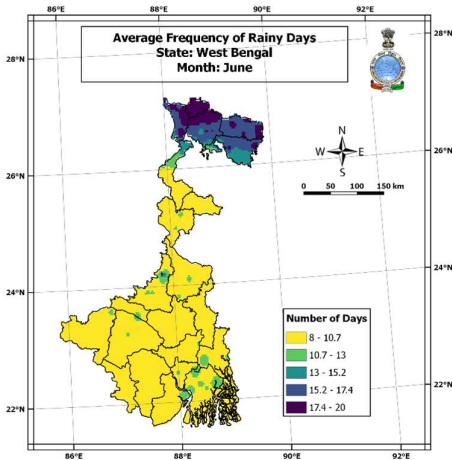 86°E 88°E 90°E 92°E
Average Frequency of Rainy Days
State: West Bengal
Month: June
28°N 28°N
N
W E
S
26°N 26°N
0 50 100 150 km
24°N 24°N
Number of Days
8 - 10.7
10.7 - 13
13 - 15.2
15.2 - 17.4
17.4 - 20
22°N 22°N
86°E 88°E 90°E 92°E